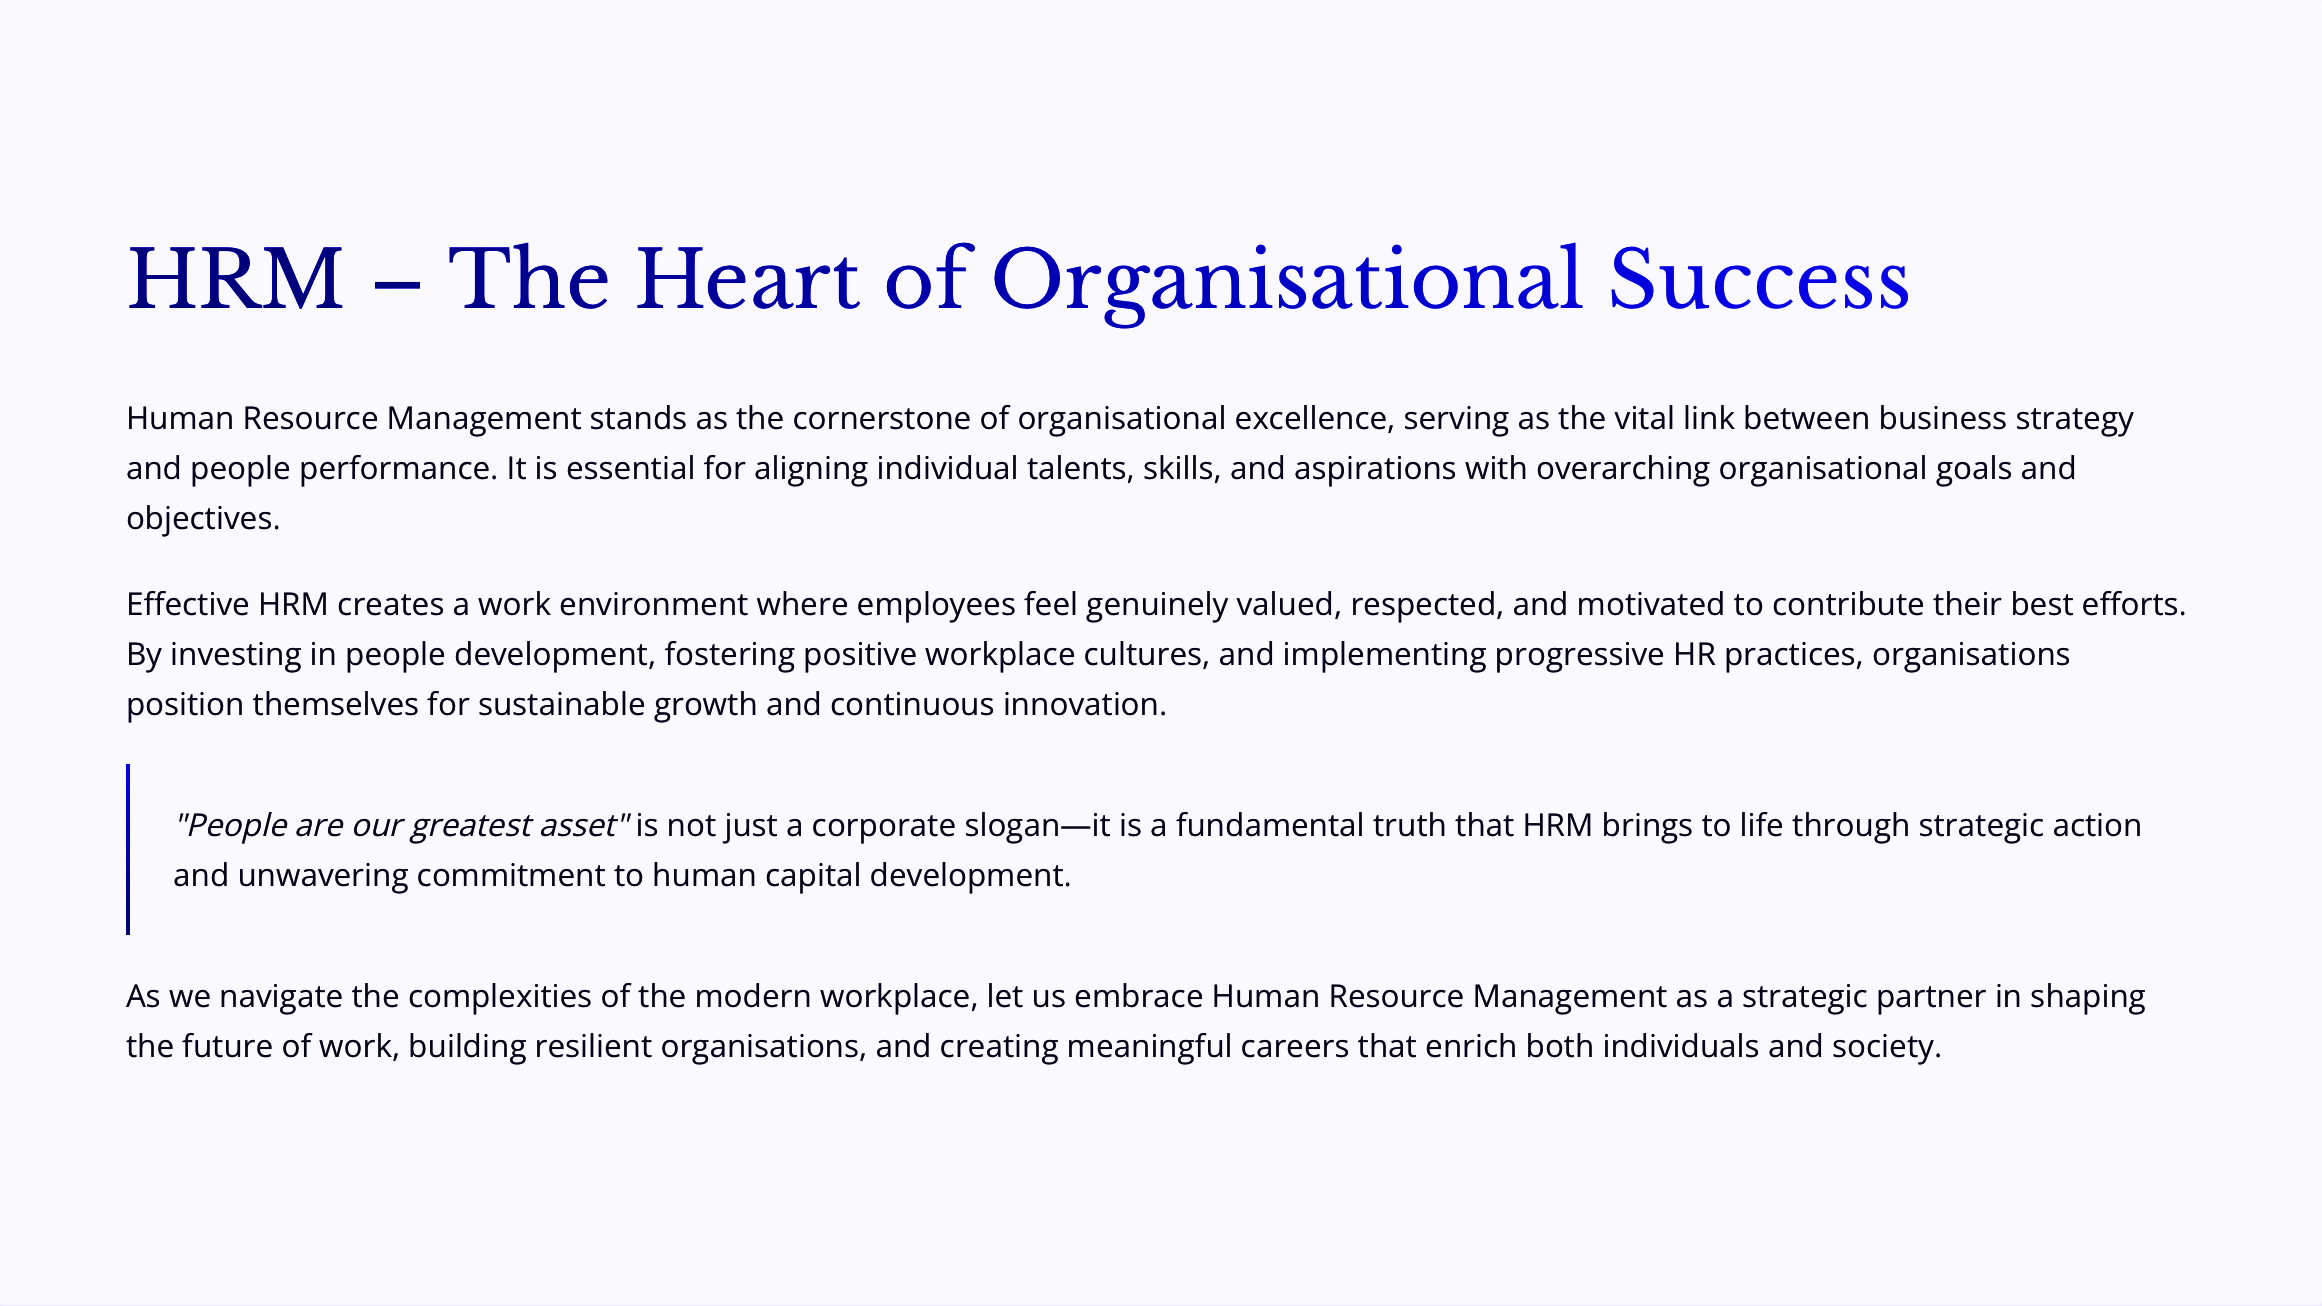 HRM – The Heart of Organisational Success
Human Resource Management stands as the cornerstone of organisational excellence, serving as the vital link between business strategy
and people performance. It is essential for aligning individual talents, skills, and aspirations with overarching organisational goals and
objectives.
Effective HRM creates a work environment where employees feel genuinely valued, respected, and motivated to contribute their best efforts.
By investing in people development, fostering positive workplace cultures, and implementing progressive HR practices, organisations
position themselves for sustainable growth and continuous innovation.
"People are our greatest asset" is not just a corporate slogan—it is a fundamental truth that HRM brings to life through strategic action
and unwavering commitment to human capital development.
As we navigate the complexities of the modern workplace, let us embrace Human Resource Management as a strategic partner in shaping
the future of work, building resilient organisations, and creating meaningful careers that enrich both individuals and society.